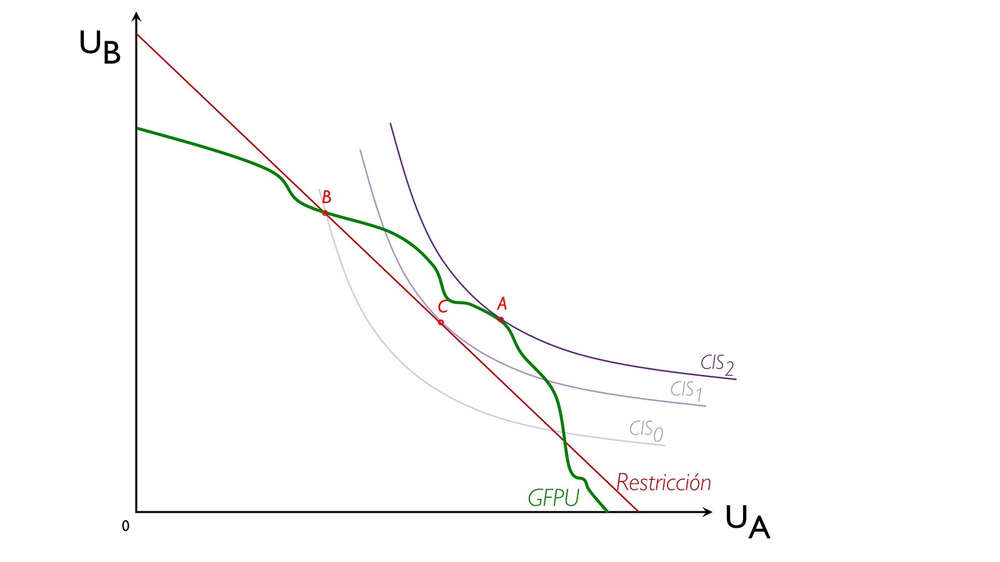 UB
B
C
A
CIS2
CIS1
CIS0
Restricción
GFPU
0
UA